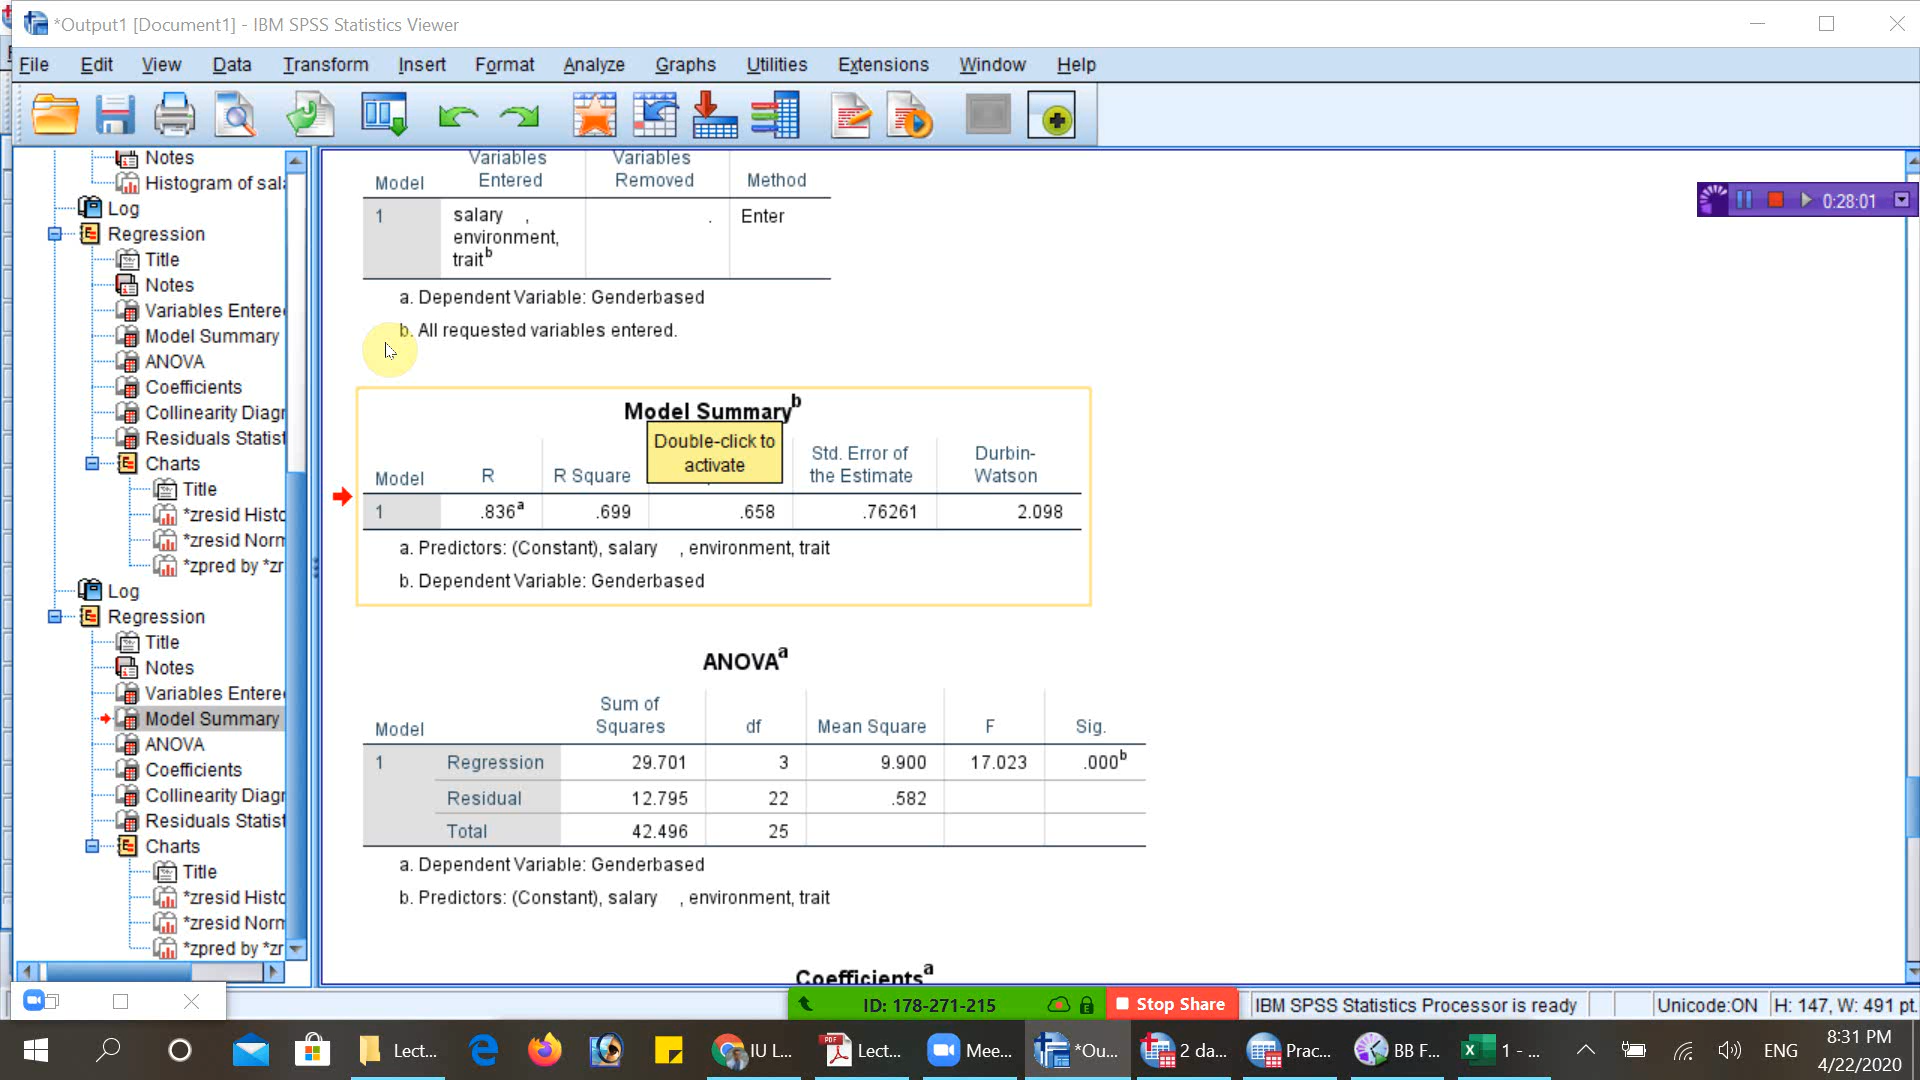 *Output1 [Document1] - IBM SPSS Statistics Viewer
File Edit View Data Transform Insert Format Analyze Graphs Utilities Extensions Window Help
0:28:01
Notes
Histogram of sal
Log
Regression
Title
Notes
Variables Entere
Model Summary
ANOVA
Coefficients
Collinearity Diagr
Residuals Statist
Charts
Title
*zresid Histo
*zresid Norm
*zpred by *zr
Log
Regression
Title
Notes
Variables Entere
Model Summary
ANOVA
Coefficients
Collinearity Diagr
Residuals Statist
Charts
Title
*zresid Histo
*zresid Norm
*zpred by *zr
Variables Variables
Model Entered Removed Method
1 salary , . Enter
environment,
trait b
a. Dependent Variable: Genderbased
b. All requested variables entered.
Model Summary b
Double-click to
activate
Std. Error of Durbin-
Model R R Square the Estimate Watson
1 .836 a .699 .658 .76261 2.098
a. Predictors: (Constant), salary , environment, trait
b. Dependent Variable: Genderbased
ANOVA a
Sum of
Model Squares df Mean Square F Sig.
1 Regression 29.701 3 9.900 17.023 .000 b
Residual 12.795 22 .582
Total 42.496 25
a. Dependent Variable: Genderbased
b. Predictors: (Constant), salary , environment, trait
Coefficients a
ID: 178-271-215 Stop Share
IBM SPSS Statistics Processor is ready Unicode:ON H: 147, W: 491 pt.
Lect... IU L... Lect... Mee... *Ou... 2 da... Prac... BB F... 1 - ... ENG
8:31 PM
4/22/2020